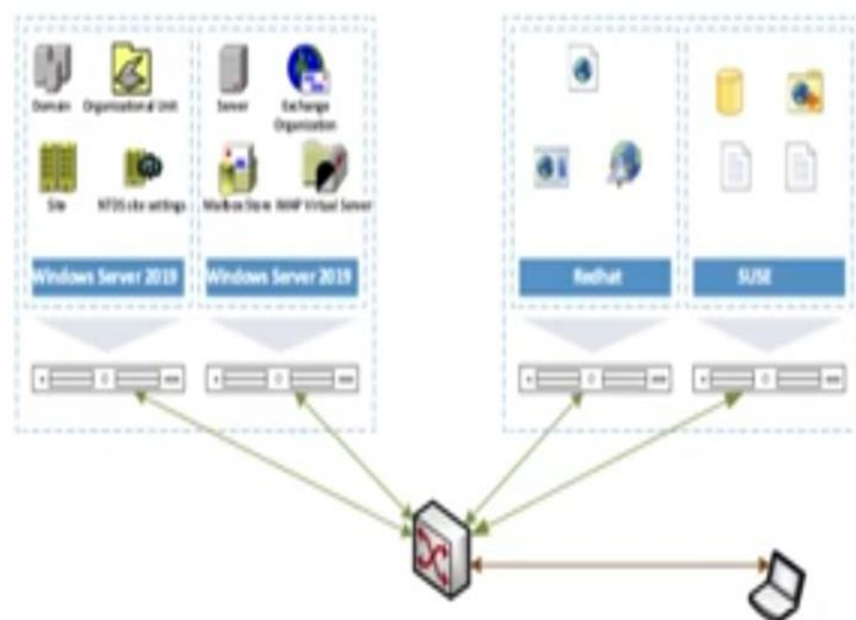 Domain
Organizational Unit
Server
Exchange
Organization
Site
NTDS site settings
Mailbox Store
Virtual Server
Windows Server 2019
Windows Server 2019
Redhat
SUSE